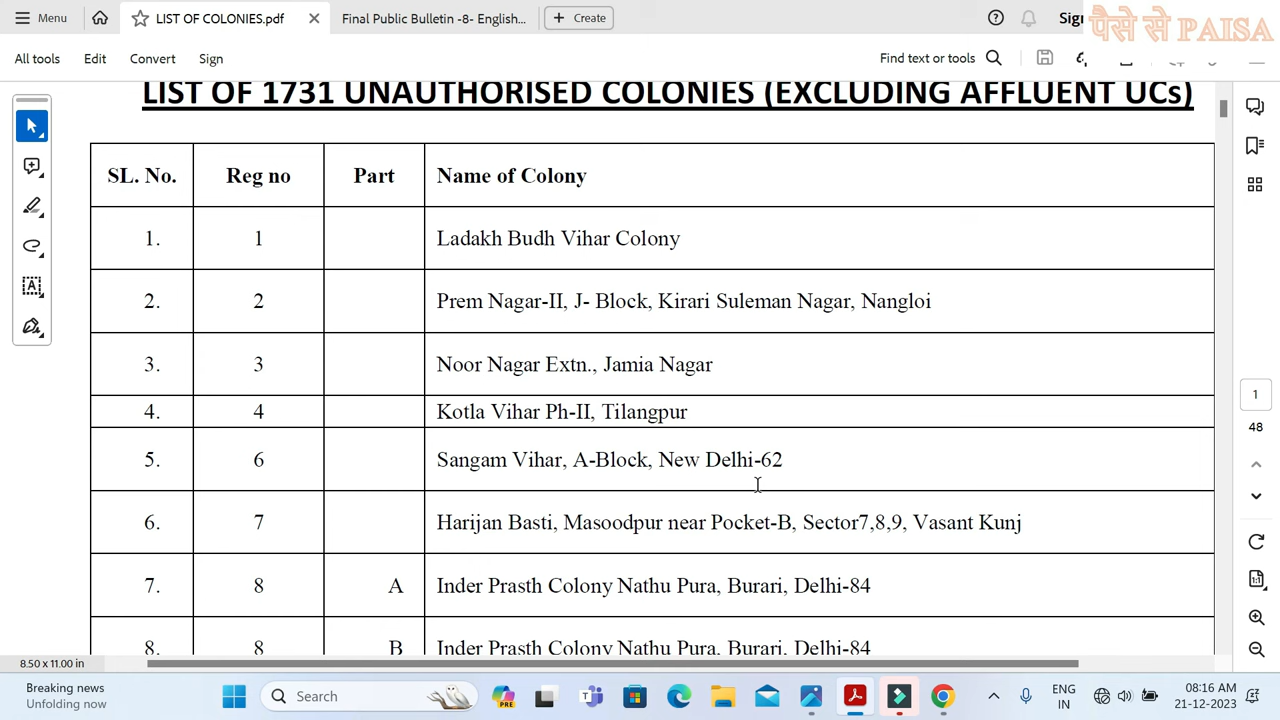 Menu
LIST OF COLONIES.pdf
Final Public Bulletin -8- English...
Create
Sign
पैसे से PAISA
All tools
Edit
Convert
Sign
Find text or tools
LIST OF 1731 UNAUTHORISED COLONIES (EXCLUDING AFFLUENT UCs)
SL. No. Reg no Part Name of Colony
1. 1 Ladakh Budh Vihar Colony
2. 2 Prem Nagar-II, J- Block, Kirari Suleman Nagar, Nangloi
3. 3 Noor Nagar Extn., Jamia Nagar
4. 4 Kotla Vihar Ph-II, Tilangpur
5. 6 Sangam Vihar, A-Block, New Delhi-62
6. 7 Harijan Basti, Masoodpur near Pocket-B, Sector7,8,9, Vasant Kunj
7. 8 A Inder Prasth Colony Nathu Pura, Burari, Delhi-84
8. 8 B Inder Prasth Colony Nathu Pura, Burari, Delhi-84
1
48
8.50 x 11.00 in
Breaking news
Unfolding now
Search
ENG
IN
08:16 AM
21-12-2023